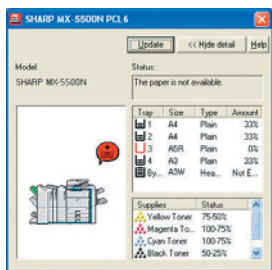 SHARP MX-5500N PCL6
Update << Hide detail Help
Model: Status:
SHARP MX-5500N The paper is not available.
Tray Size Type Amount
1 A4 Plain 33%
2 A4 Plain 33%
3 A5R Plain 0%
4 A3 Plain 33%
By... A3W Hea... Not E...
Supplies Status
Yellow Toner 75-50%
Magenta To... 100-75%
Cyan Toner 100-75%
Black Toner 50-25%